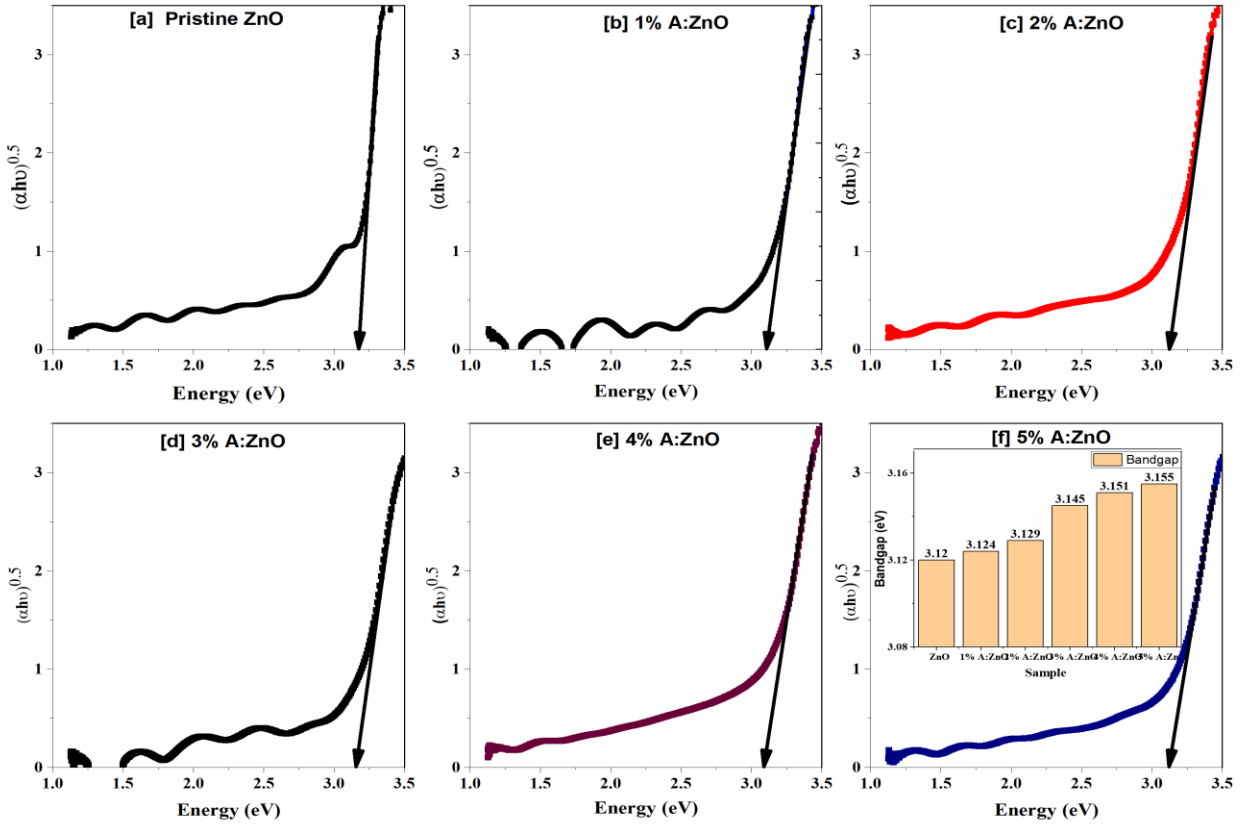 [a] Pristine ZnO
3
2
1
0
(αhυ)0.5
1.0 1.5 2.0 2.5 3.0 3.5
Energy (eV)
[b] 1% A:ZnO
3
2
1
0
(αhυ)0.5
1.0 1.5 2.0 2.5 3.0 3.5
Energy (eV)
[c] 2% A:ZnO
3
2
1
0
(αhυ)0.5
1.0 1.5 2.0 2.5 3.0 3.5
Energy (eV)
[d] 3% A:ZnO
3
2
1
0
(αhυ)0.5
1.0 1.5 2.0 2.5 3.0 3.5
Energy (eV)
[e] 4% A:ZnO
3
2
1
0
(αhυ)0.5
1.0 1.5 2.0 2.5 3.0 3.5
Energy (eV)
[f] 5% A:ZnO
3
2
1
0
(αhυ)0.5
1.0 1.5 2.0 2.5 3.0 3.5
Energy (eV)
Bandgap
3.16
3.12
3.08
Bandgap (eV)
3.12 3.124 3.129 3.145 3.151 3.155
ZnO 1% A:ZnO
Sample